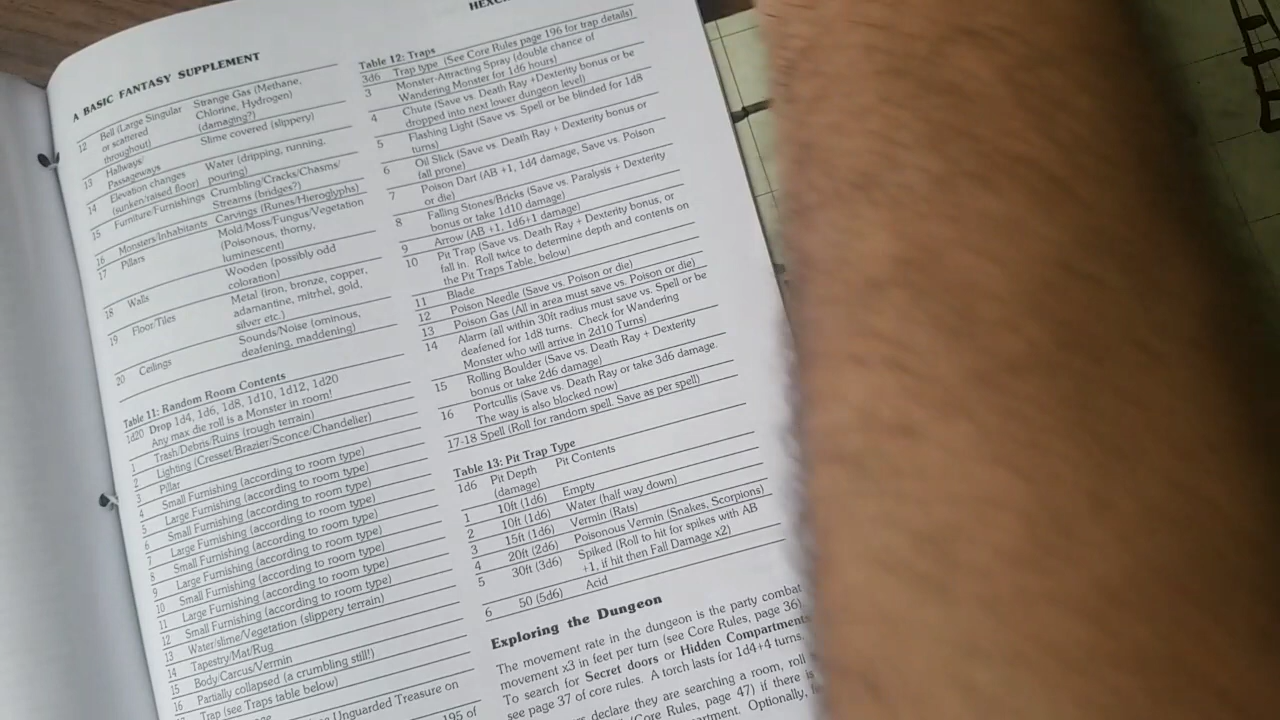 HEXC
A BASIC FANTASY SUPPLEMENT
12 Bell (Large Singular Strange Gas (Methane,
or scattered Chlorine, Hydrogen)
throughout) (damaging?)
13 Hallways/ Slime covered (slippery)
Passageways
14 Elevation changes Water (dripping, running,
(sunken/raised floor) pouring)
15 Furniture/Furnishings Crumbling/Cracks/Chasms/
Streams (bridges?)
16 Monsters/Inhabitants Carvings (Runes/Hieroglyphs)
17 Pillars Mold/Moss/Fungus/Vegetation
(Poisonous, thorny,
luminescent)
18 Walls Wooden (possibly odd
coloration)
19 Floor/Tiles Metal (iron, bronze, copper,
adamantine, mitrhel, gold,
silver etc.)
20 Ceilings Sounds/Noise (ominous,
deafening, maddening)
Table 11: Random Room Contents
1d20 Drop 1d4, 1d6, 1d8, 1d10, 1d12, 1d20
Any max die roll is a Monster in room!
1 Trash/Debris/Ruins (rough terrain)
2 Lighting (Cresset/Brazier/Sconce/Chandelier)
3 Pillar
4 Small Furnishing (according to room type)
5 Large Furnishing (according to room type)
6 Small Furnishing (according to room type)
7 Large Furnishing (according to room type)
8 Small Furnishing (according to room type)
9 Large Furnishing (according to room type)
10 Small Furnishing (according to room type)
11 Large Furnishing (according to room type)
12 Small Furnishing (according to room type)
13 Water/slime/Vegetation (slippery terrain)
14 Tapestry/Mat/Rug
15 Body/Carcus/Vermin
16 Partially collapsed (a crumbling still!)
Trap (see Traps table below)
Unguarded Treasure on
195 of
Table 12: Traps
3d6 Trap type (See Core Rules page 196 for trap details)
3 Monster-Attracting Spray (double chance of
Wandering Monster for 1d6 hours)
4 Chute (Save vs. Death Ray +Dexterity bonus or be
dropped into next lower dungeon level)
5 Flashing Light (Save vs. Spell or be blinded for 1d8
turns)
6 Oil Slick (Save vs. Death Ray + Dexterity bonus or
fall prone)
7 Poison Dart (AB +1, 1d4 damage, Save vs. Poison
or die)
8 Falling Stones/Bricks (Save vs. Paralysis + Dexterity
bonus or take 1d10 damage)
9 Arrow (AB +1, 1d6+1 damage)
10 Pit Trap (Save vs. Death Ray + Dexterity bonus, or
fall in. Roll twice to determine depth and contents on
the Pit Traps Table, below)
11 Blade
12 Poison Needle (Save vs. Poison or die)
13 Poison Gas (All in area must save vs. Poison or die)
14 Alarm (all within 30ft radius must save vs. Spell or be
deafened for 1d8 turns. Check for Wandering
Monster who will arrive in 2d10 Turns)
15 Rolling Boulder (Save vs. Death Ray + Dexterity
bonus or take 2d6 damage)
16 Portcullis (Save vs. Death Ray or take 3d6 damage.
The way is also blocked now)
17-18 Spell (Roll for random spell. Save as per spell)
Table 13: Pit Trap Type
1d6 Pit Depth Pit Contents
(damage)
1 10ft (1d6) Empty
2 10ft (1d6) Water (half way down)
3 15ft (1d6) Vermin (Rats)
4 20ft (2d6) Poisonous Vermin (Snakes, Scorpions)
5 30ft (3d6) Spiked (Roll to hit for spikes with AB
+1, if hit then Fall Damage x2)
6 50 (5d6) Acid
Exploring the Dungeon
The movement rate in the dungeon is the party combat
movement x3 in feet per turn (see Core Rules, page 36).
To search for Secret doors or Hidden Compartments
see page 37 of core rules. A torch lasts for 1d4+4 turns.
declare they are searching a room, roll
(Core Rules, page 47) if there is
Optionally,